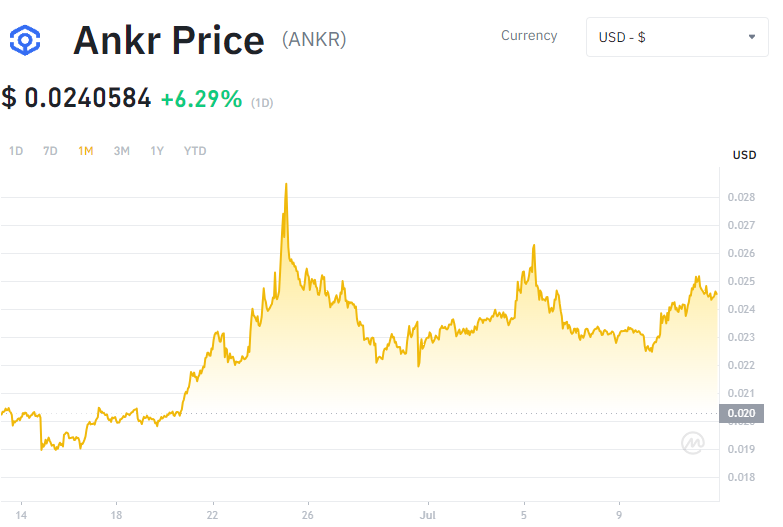 Ankr Price (ANKR)
Currency
USD - $
$ 0.0240584 +6.29% (1D)
1D 7D 1M 3M 1Y YTD
USD
0.028
0.027
0.026
0.025
0.024
0.023
0.022
0.021
0.020
0.019
0.018
14 18 22 26 Jul 5 9